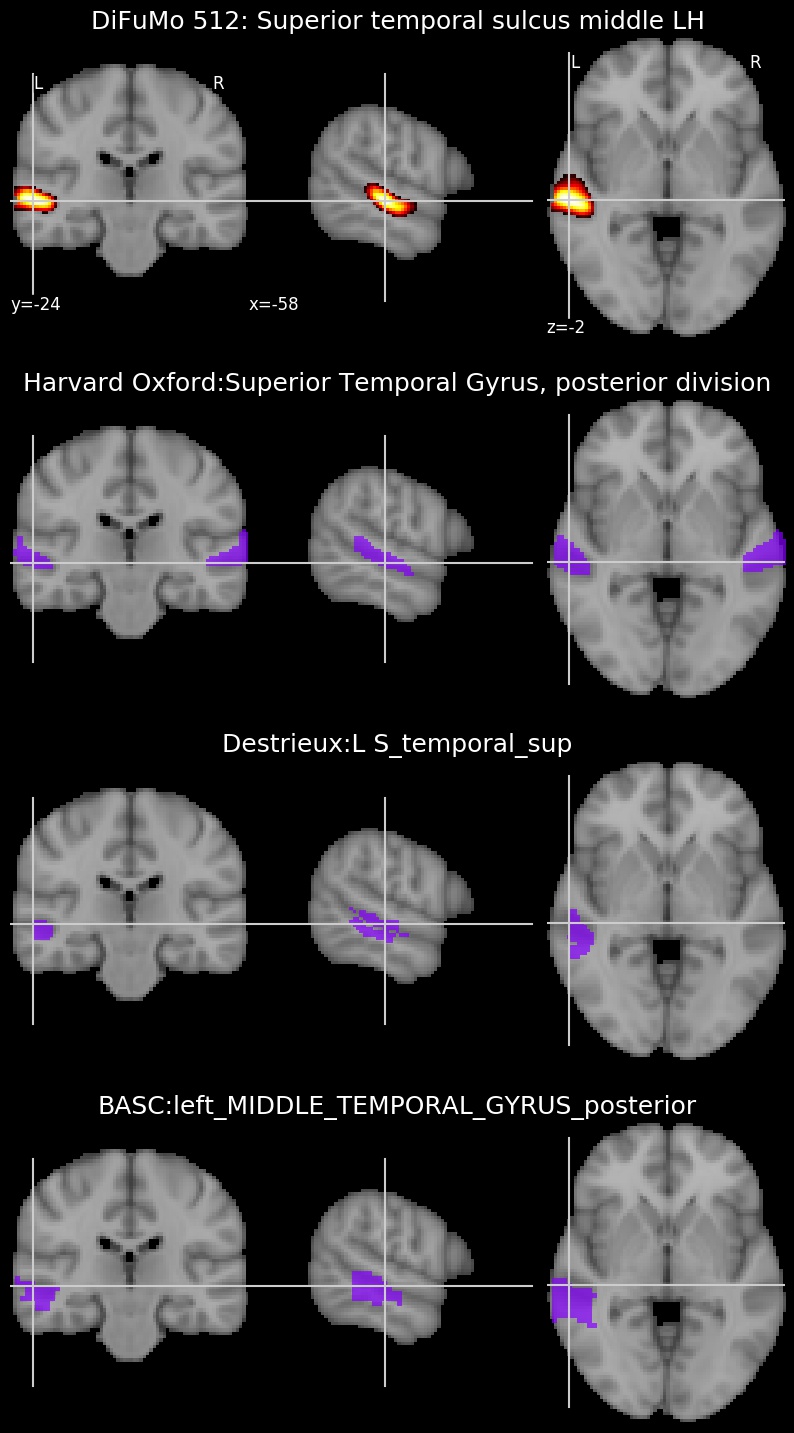 DiFuMo 512: Superior temporal sulcus middle LH
L R
L R
y=-24 x=-58
z=-2
Harvard Oxford:Superior Temporal Gyrus, posterior division
Destrieux:L S_temporal_sup
BASC:left_MIDDLE_TEMPORAL_GYRUS_posterior